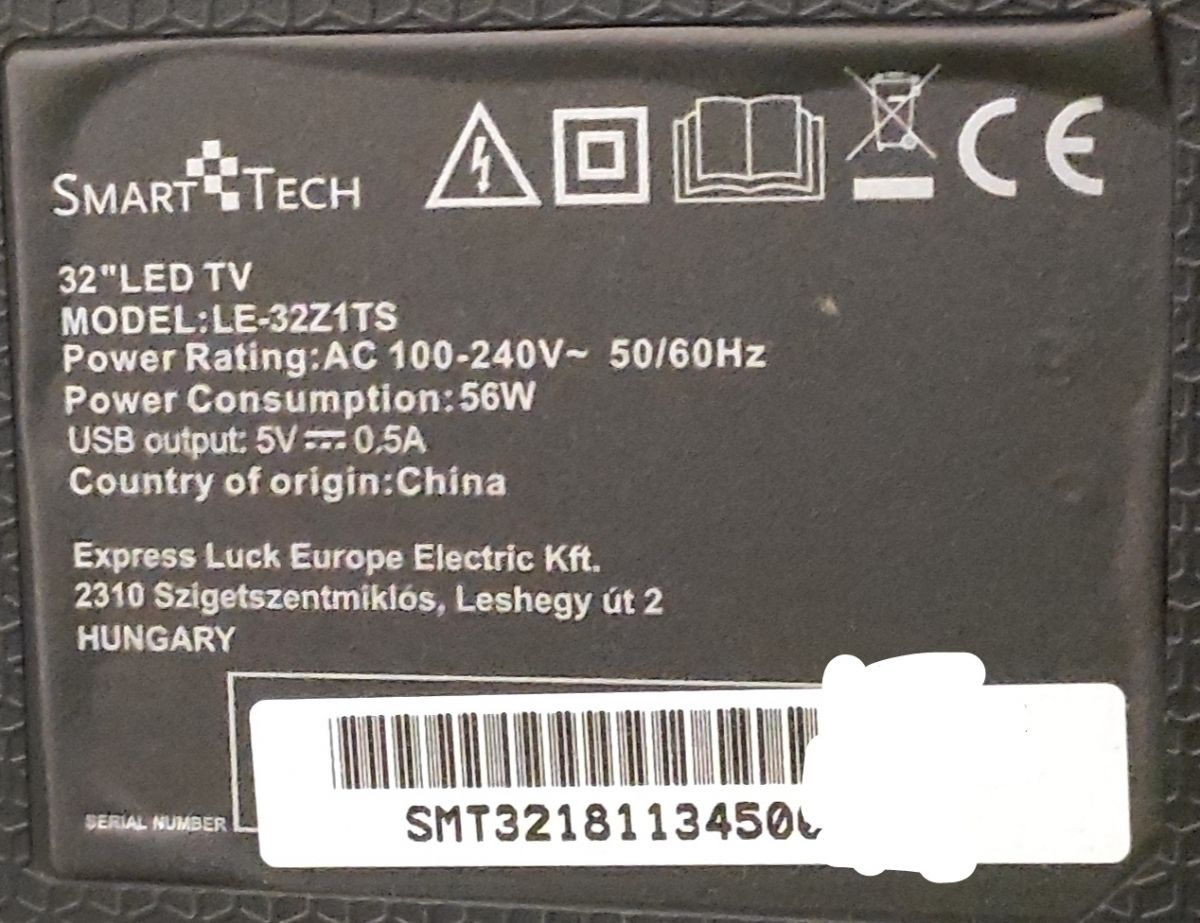 SMART TECH
CE
32"LED TV
MODEL:LE-32Z1TS
Power Rating:AC 100-240V~ 50/60Hz
Power Consumption:56W
USB output: 5V⎓0.5A
Country of origin:China
Express Luck Europe Electric Kft.
2310 Szigetszentmiklós, Leshegy út 2
HUNGARY
SERIAL NUMBER
SMT3218113450